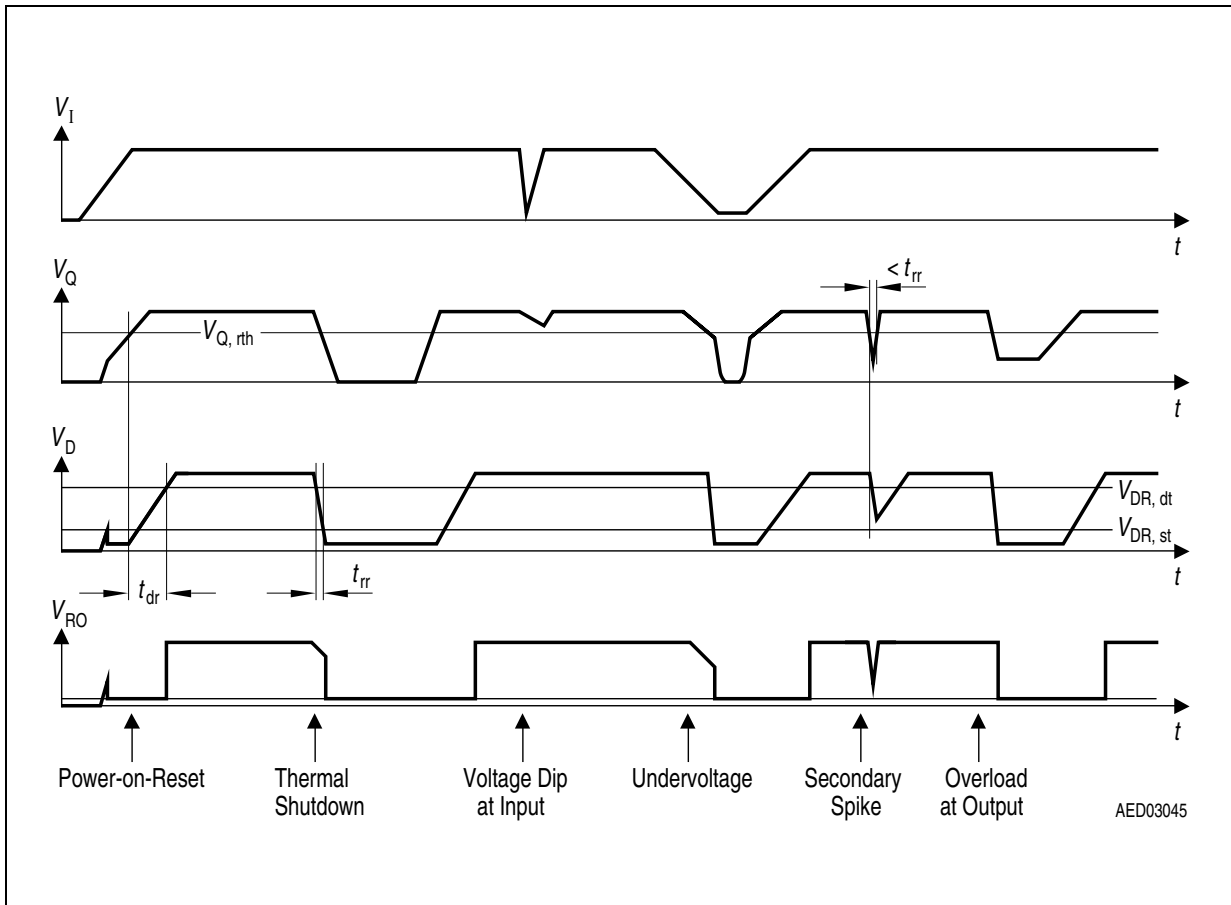 V_I
t
V_Q
< t_rr
V_Q, rth
t
V_D
V_DR, dt
V_DR, st
t
t_dr
t_rr
V_RO
t
Power-on-Reset
Thermal
Shutdown
Voltage Dip
at Input
Undervoltage
Secondary
Spike
Overload
at Output
AED03045